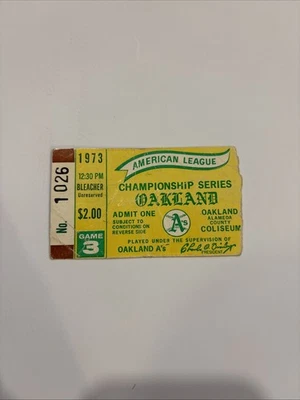 No. 1026
1973
12:30 PM
BLEACHER
Unreserved
$2.00
GAME
3
AMERICAN LEAGUE
CHAMPIONSHIP SERIES
OAKLAND
ADMIT ONE
SUBJECT TO
CONDITIONS ON
REVERSE SIDE
A's
OAKLAND
ALAMEDA
COUNTY
COLISEUM
PLAYED UNDER THE SUPERVISION OF
OAKLAND A's
PRESIDENT